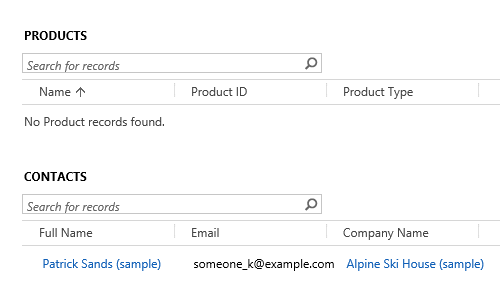 PRODUCTS
Search for records
Name ↑ Product ID Product Type
No Product records found.
CONTACTS
Search for records
Full Name Email Company Name
Patrick Sands (sample) someone_k@example.com Alpine Ski House (sample)